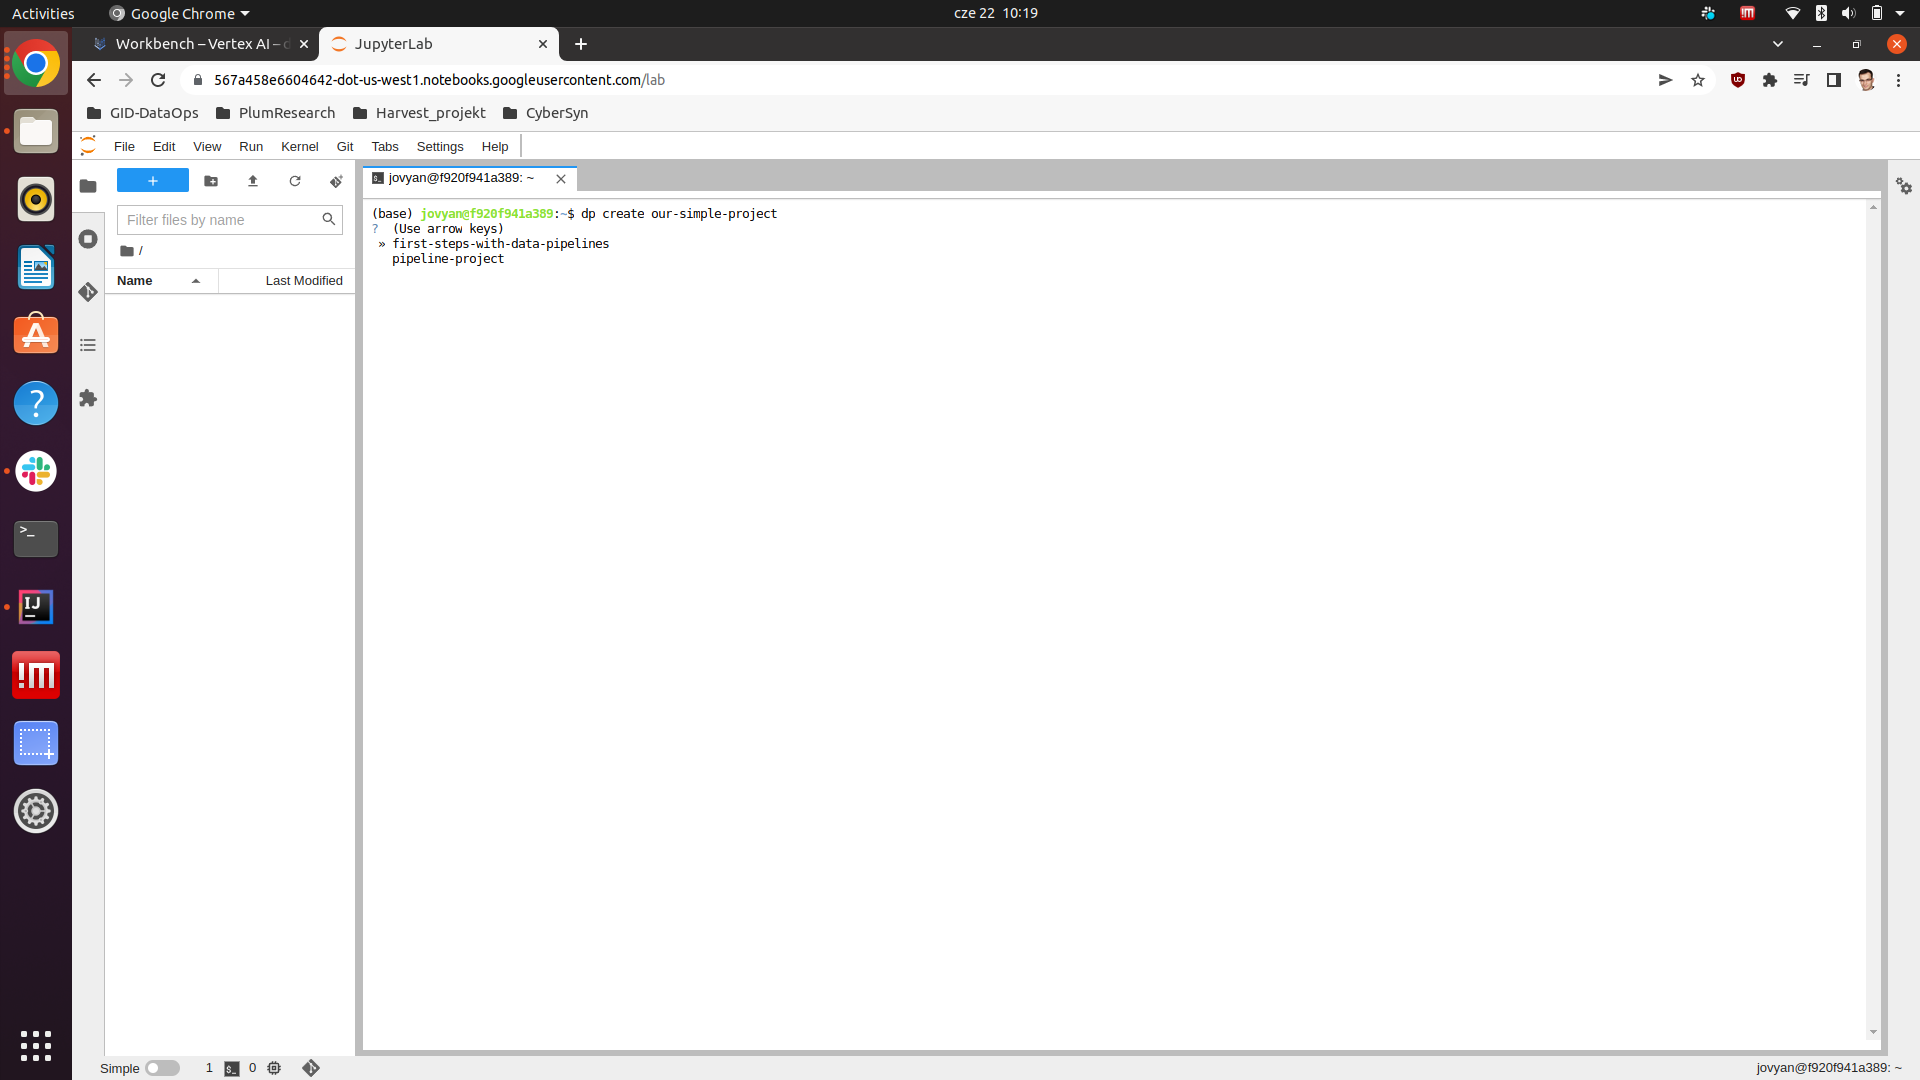 Activities
Google Chrome
cze 22 10:19
!m
Workbench – Vertex AI –
JupyterLab
567a458e6604642-dot-us-west1.notebooks.googleusercontent.com/lab
GID-DataOps
PlumResearch
Harvest_projekt
CyberSyn
File Edit View Run Kernel Git Tabs Settings Help
+
jovyan@f920f941a389: ~
Filter files by name
/
Name
Last Modified
(base) jovyan@f920f941a389:~$ dp create our-simple-project
? (Use arrow keys)
» first-steps-with-data-pipelines
pipeline-project
?
>_
IJ
!m
Simple
1
$_
0
jovyan@f920f941a389: ~